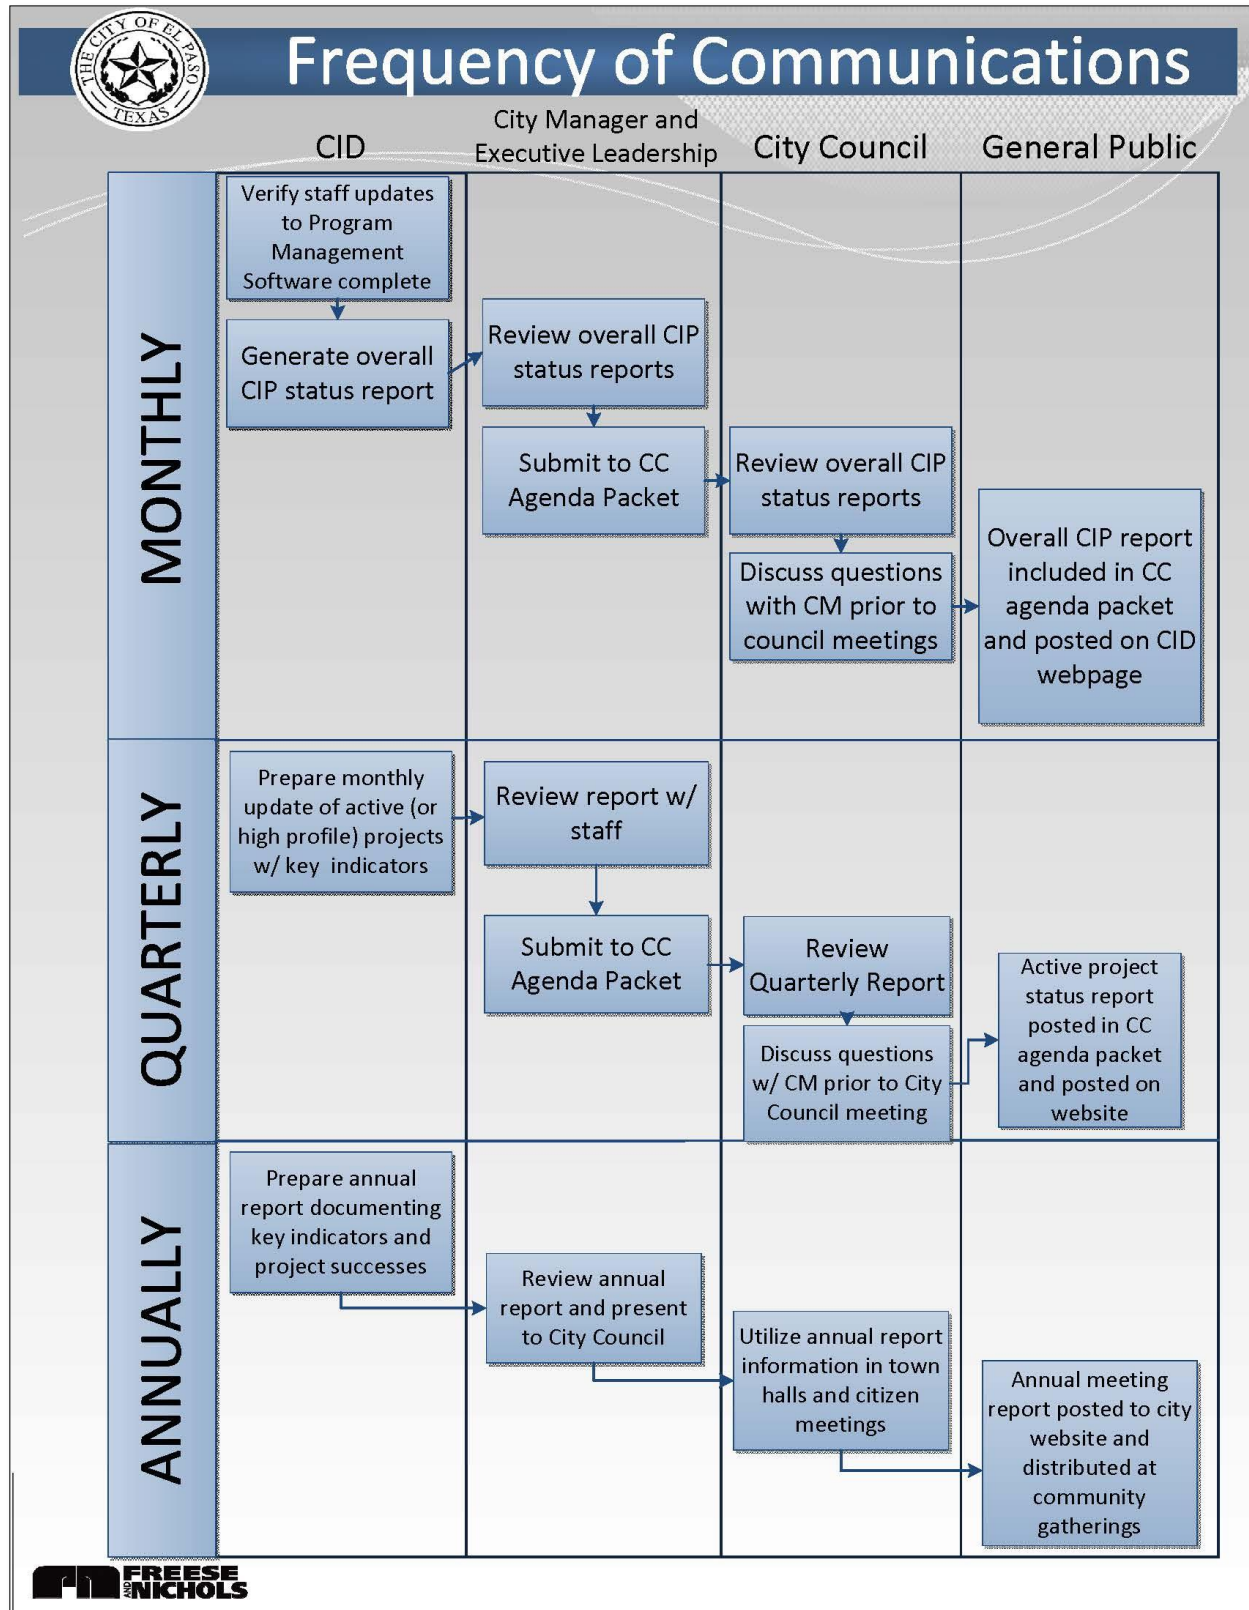 THE CITY OF EL PASO
TEXAS
Frequency of Communications
CID
City Manager and
Executive Leadership
City Council
General Public
MONTHLY
Verify staff updates
to Program
Management
Software complete
Generate overall
CIP status report
Review overall CIP
status reports
Submit to CC
Agenda Packet
Review overall CIP
status reports
Discuss questions
with CM prior to
council meetings
Overall CIP report
included in CC
agenda packet
and posted on CID
webpage
QUARTERLY
Prepare monthly
update of active (or
high profile) projects
w/ key indicators
Review report w/
staff
Submit to CC
Agenda Packet
Review
Quarterly Report
Discuss questions
w/ CM prior to City
Council meeting
Active project
status report
posted in CC
agenda packet
and posted on
website
ANNUALLY
Prepare annual
report documenting
key indicators and
project successes
Review annual
report and present
to City Council
Utilize annual report
information in town
halls and citizen
meetings
Annual meeting
report posted to city
website and
distributed at
community
gatherings
FREESE
AND NICHOLS